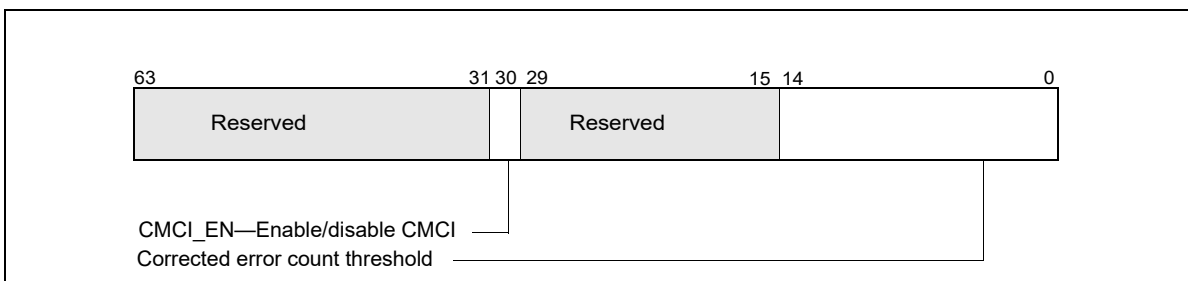 63 31 30 29 15 14 0
Reserved Reserved
CMCI_EN—Enable/disable CMCI
Corrected error count threshold